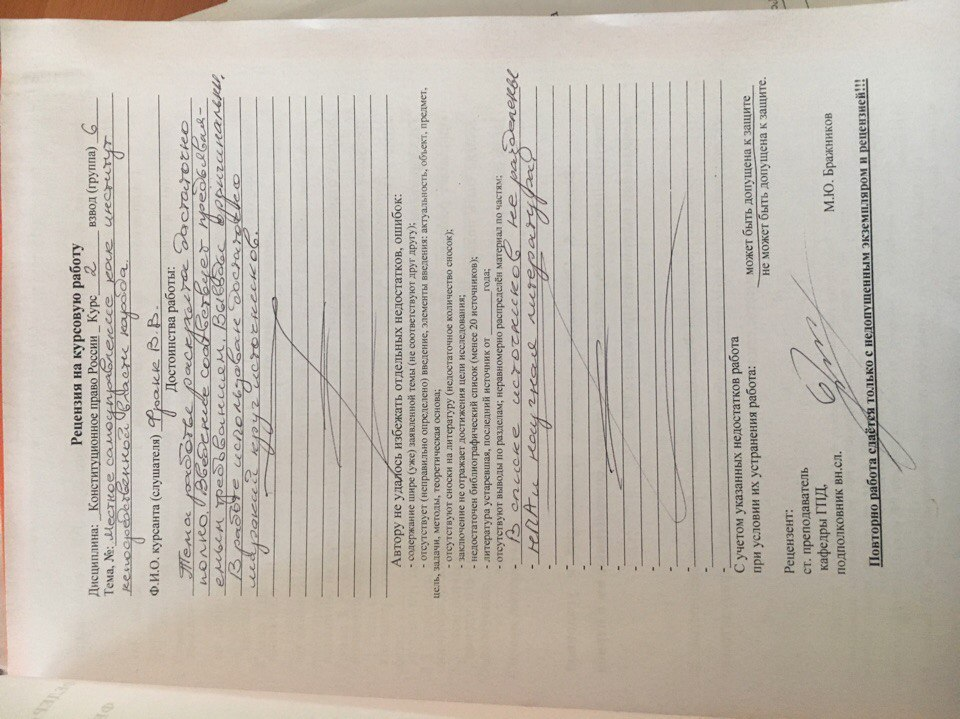 Рецензия на курсовую работу
Дисциплина: Конституционное право России Курс 2 взвод (группа) 6
Тема, №: Местное самоуправление как институт
непосредственной власти народа.
Ф.И.О. курсанта (слушателя) Франк В. В.
Достоинства работы:
Тема работы раскрыта достаточно
полно. Введение соответствует предъявля-
емым требованиям. Выводы оригинальны.
В работе использован достаточно
широкий круг источников.
Автору не удалось избежать отдельных недостатков, ошибок:
- содержание шире (уже) заявленной темы (не соответствуют друг другу);
- отсутствует (неправильно определено) введение, элементы введения: актуальность, объект, предмет,
цель, задачи, методы, теоретическая основа;
- отсутствуют сноски на литературу (недостаточное количество сносок);
- заключение не отражает достижения цели исследования;
- недостаточен библиографический список (менее 20 источников);
- литература устаревшая, последний источник от ______ года;
- отсутствуют выводы по разделам; неравномерно распределён материал по частям;
- В списке источников не разделены
- НПА и научная литература
С учетом указанных недостатков работа может быть допущена к защите
при условии их устранения работа: не может быть допущена к защите.
Рецензент:
ст. преподаватель
кафедры ГПД,
подполковник вн.сл. М.Ю. Бражников
Повторно работа сдаётся только с недопущенным экземпляром и рецензией!!!